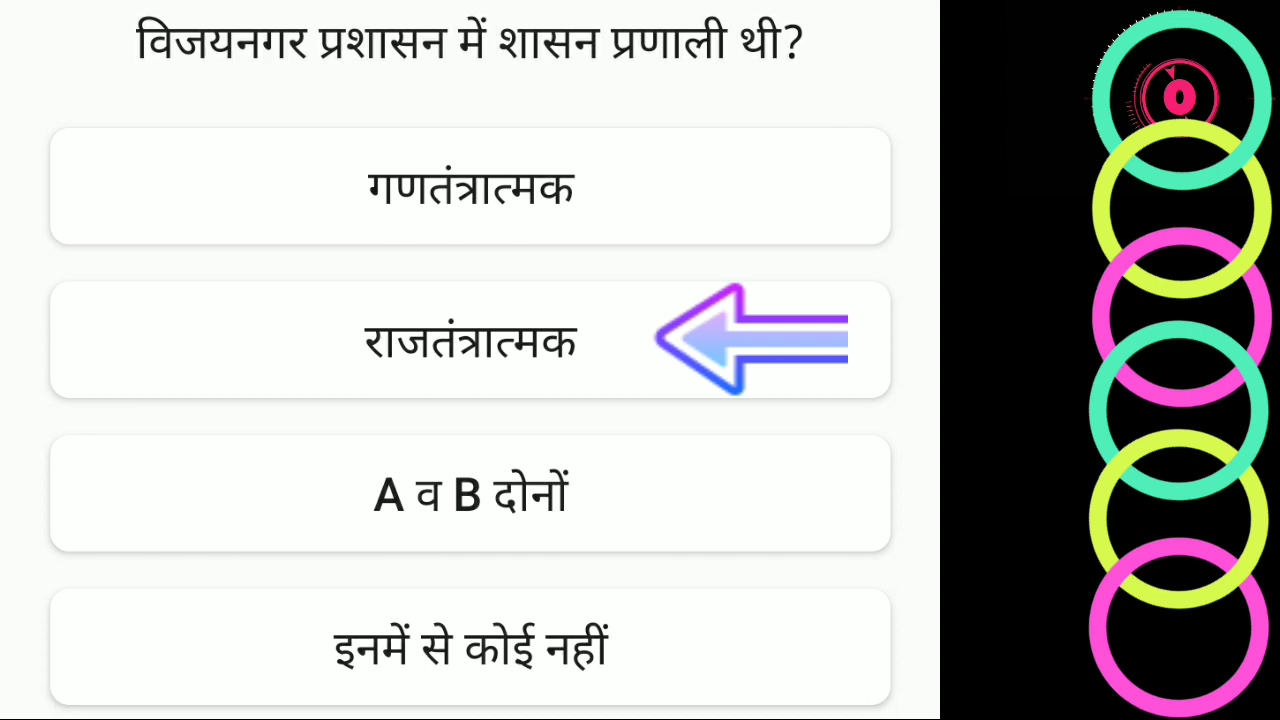 विजयनगर प्रशासन में शासन प्रणाली थी?
गणतंत्रात्मक
राजतंत्रात्मक
A व B दोनों
इनमें से कोई नहीं
0